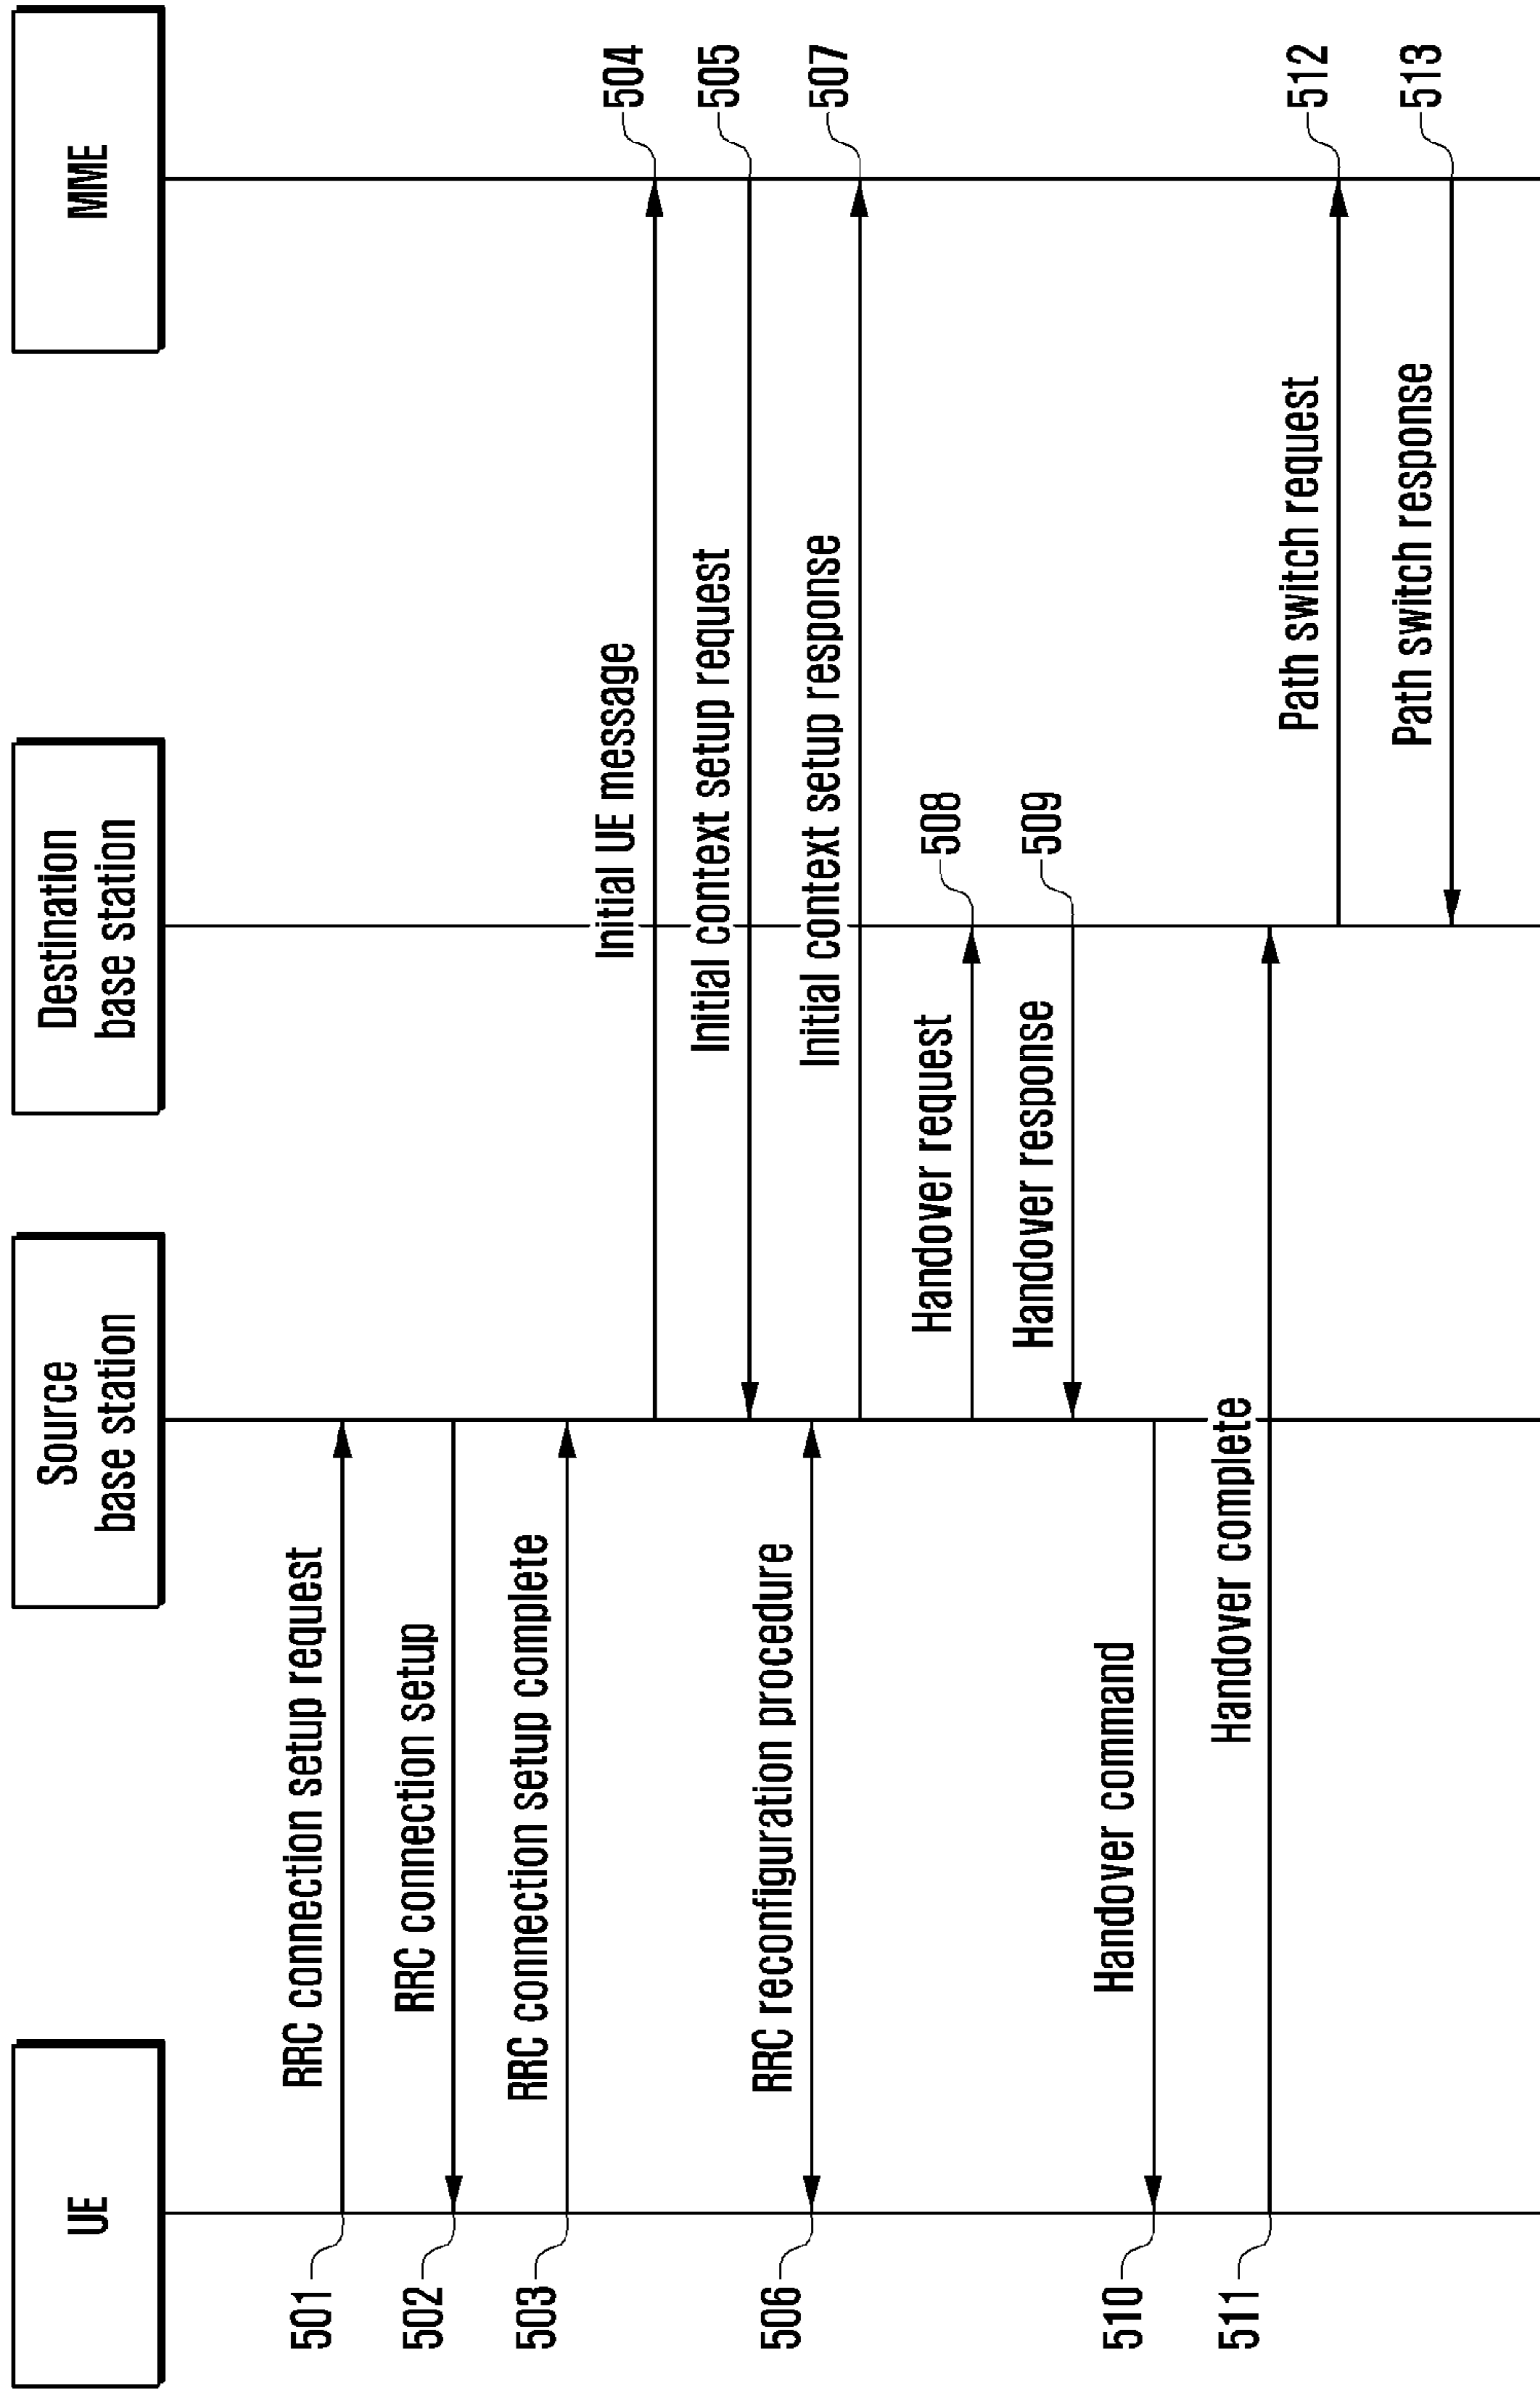 UE
Source
base station
Destination
base station
MME
RRC connection setup request
501
RRC connection setup
502
RRC connection setup complete
503
Initial UE message
504
Initial context setup request
505
RRC reconfiguration procedure
506
Initial context setup response
507
Handover request
508
Handover response
509
Handover command
510
Handover complete
511
Path switch request
512
Path switch response
513